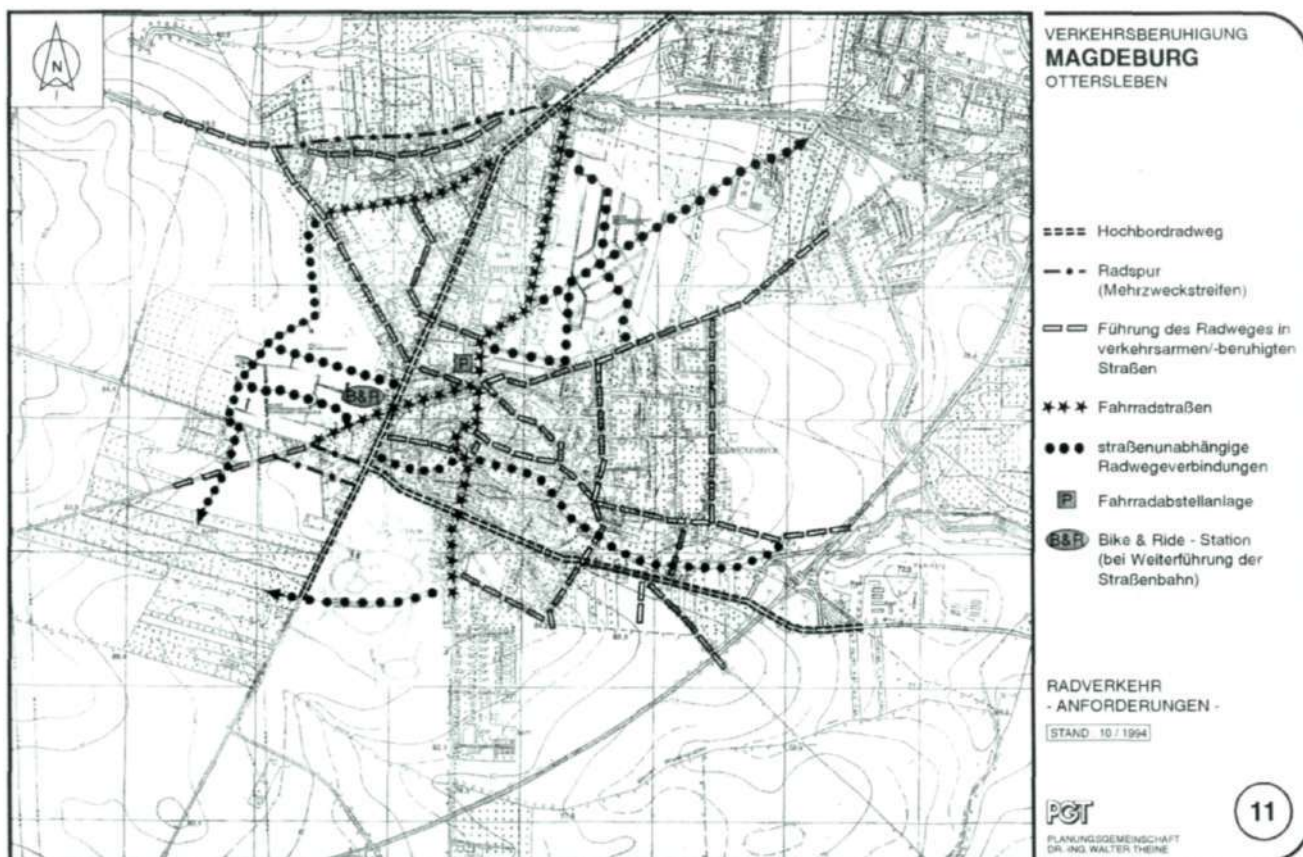 N
VERKEHRSBERUHIGUNG
MAGDEBURG
OTTERSLEBEN
Hochbordradweg
Radspur
(Mehrzweckstreifen)
Führung des Radweges in
verkehrsarmen/-beruhigten
Straßen
Fahrradstraßen
straßenunabhängige
Radwegeverbindungen
P Fahrradabstellanlage
B&R Bike & Ride - Station
(bei Weiterführung der
Straßenbahn)
P
B&R
RADVERKEHR
- ANFORDERUNGEN -
STAND 10 / 1994
PGT
PLANUNGSGEMEINSCHAFT
DR. ING. WALTER THEINE
11